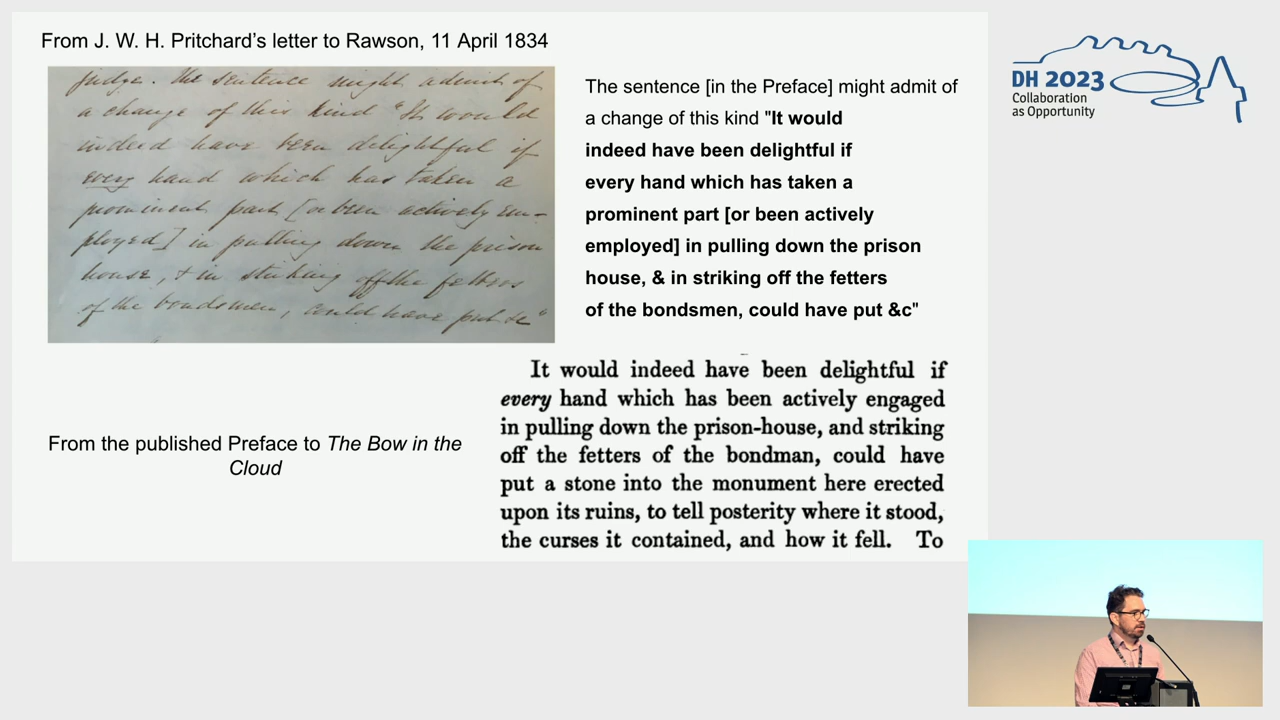 From J. W. H. Pritchard's letter to Rawson, 11 April 1834
judge. The sentence might admit of
a change of this kind "It would
indeed have been delightful if
every hand which has taken a
prominent part [or been actively em-
ployed] in pulling down the prison
house, & in striking off the fetters
of the bondsmen, could have put &c"
The sentence [in the Preface] might admit of
a change of this kind "It would
indeed have been delightful if
every hand which has taken a
prominent part [or been actively
employed] in pulling down the prison
house, & in striking off the fetters
of the bondsmen, could have put &c"
From the published Preface to The Bow in the
Cloud
It would indeed have been delightful if
every hand which has been actively engaged
in pulling down the prison-house, and striking
off the fetters of the bondman, could have
put a stone into the monument here erected
upon its ruins, to tell posterity where it stood,
the curses it contained, and how it fell. To
DH 2023
Collaboration
as Opportunity